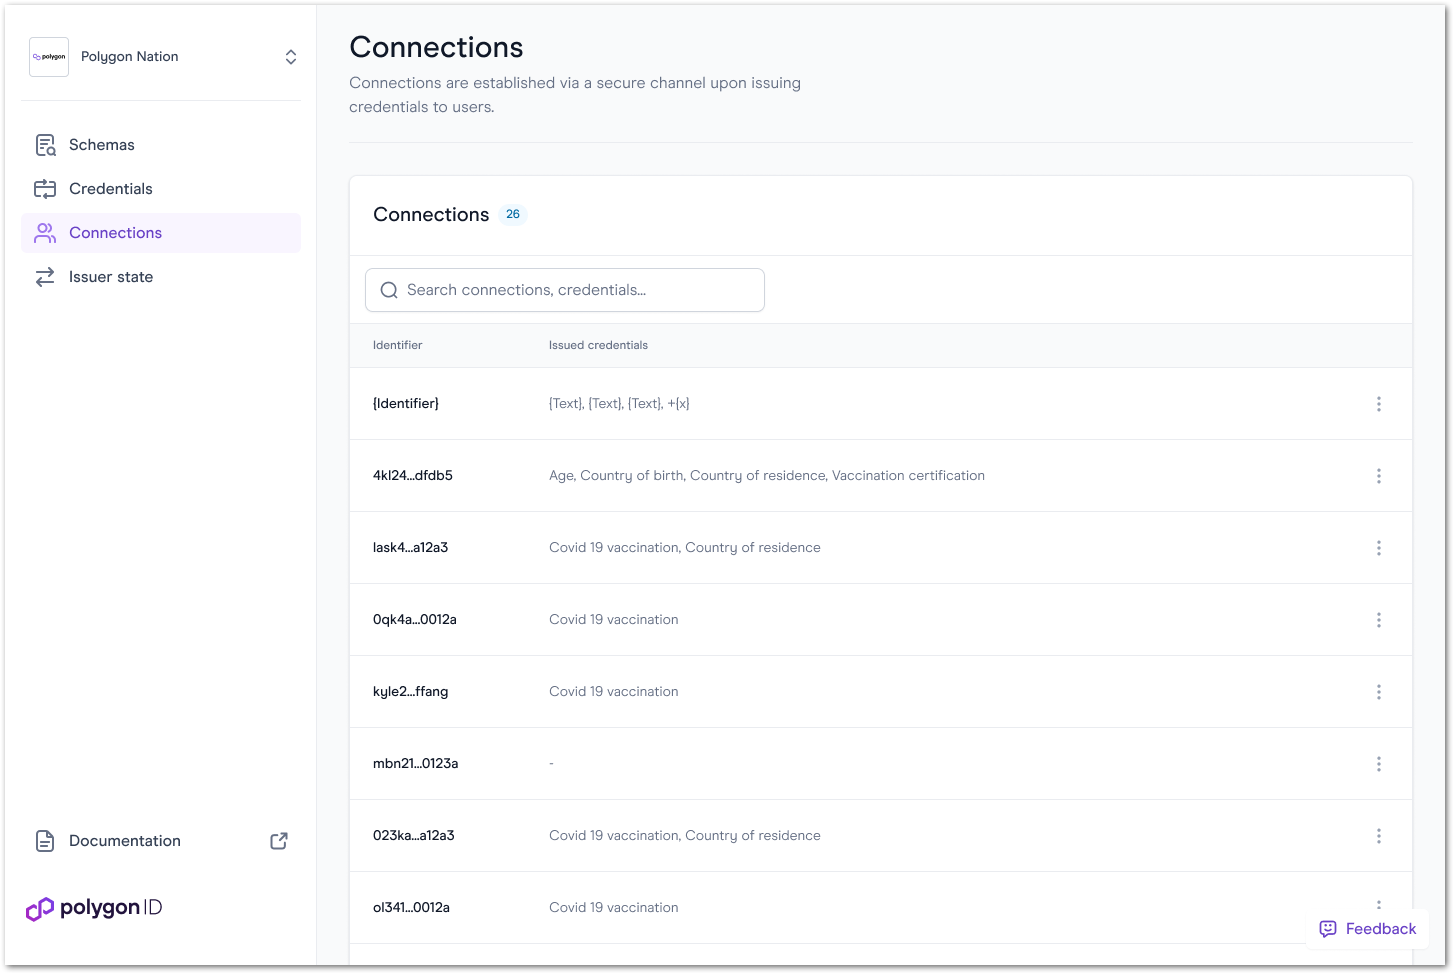 polygon
Polygon Nation
Schemas
Credentials
Connections
Issuer state
Documentation
polygon ID
Connections
Connections are established via a secure channel upon issuing
credentials to users.
Connections 26
Search connections, credentials...
Identifier Issued credentials
{Identifier} {Text}, {Text}, {Text}, +{x}
4kl24...dfdb5 Age, Country of birth, Country of residence, Vaccination certification
lask4...a12a3 Covid 19 vaccination, Country of residence
0qk4a...0012a Covid 19 vaccination
kyle2...ffang Covid 19 vaccination
mbn21...0123a -
023ka...a12a3 Covid 19 vaccination, Country of residence
ol341...0012a Covid 19 vaccination
Feedback